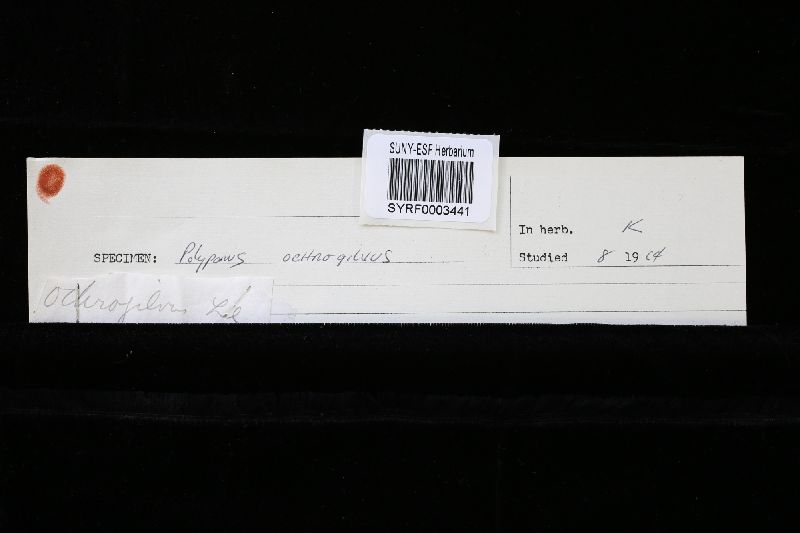 SUNY-ESF Herbarium
SYRF0003441
In herb. K
SPECIMEN: Polyporus ochrogilvus
Studied 8 1964
ochrogilvus